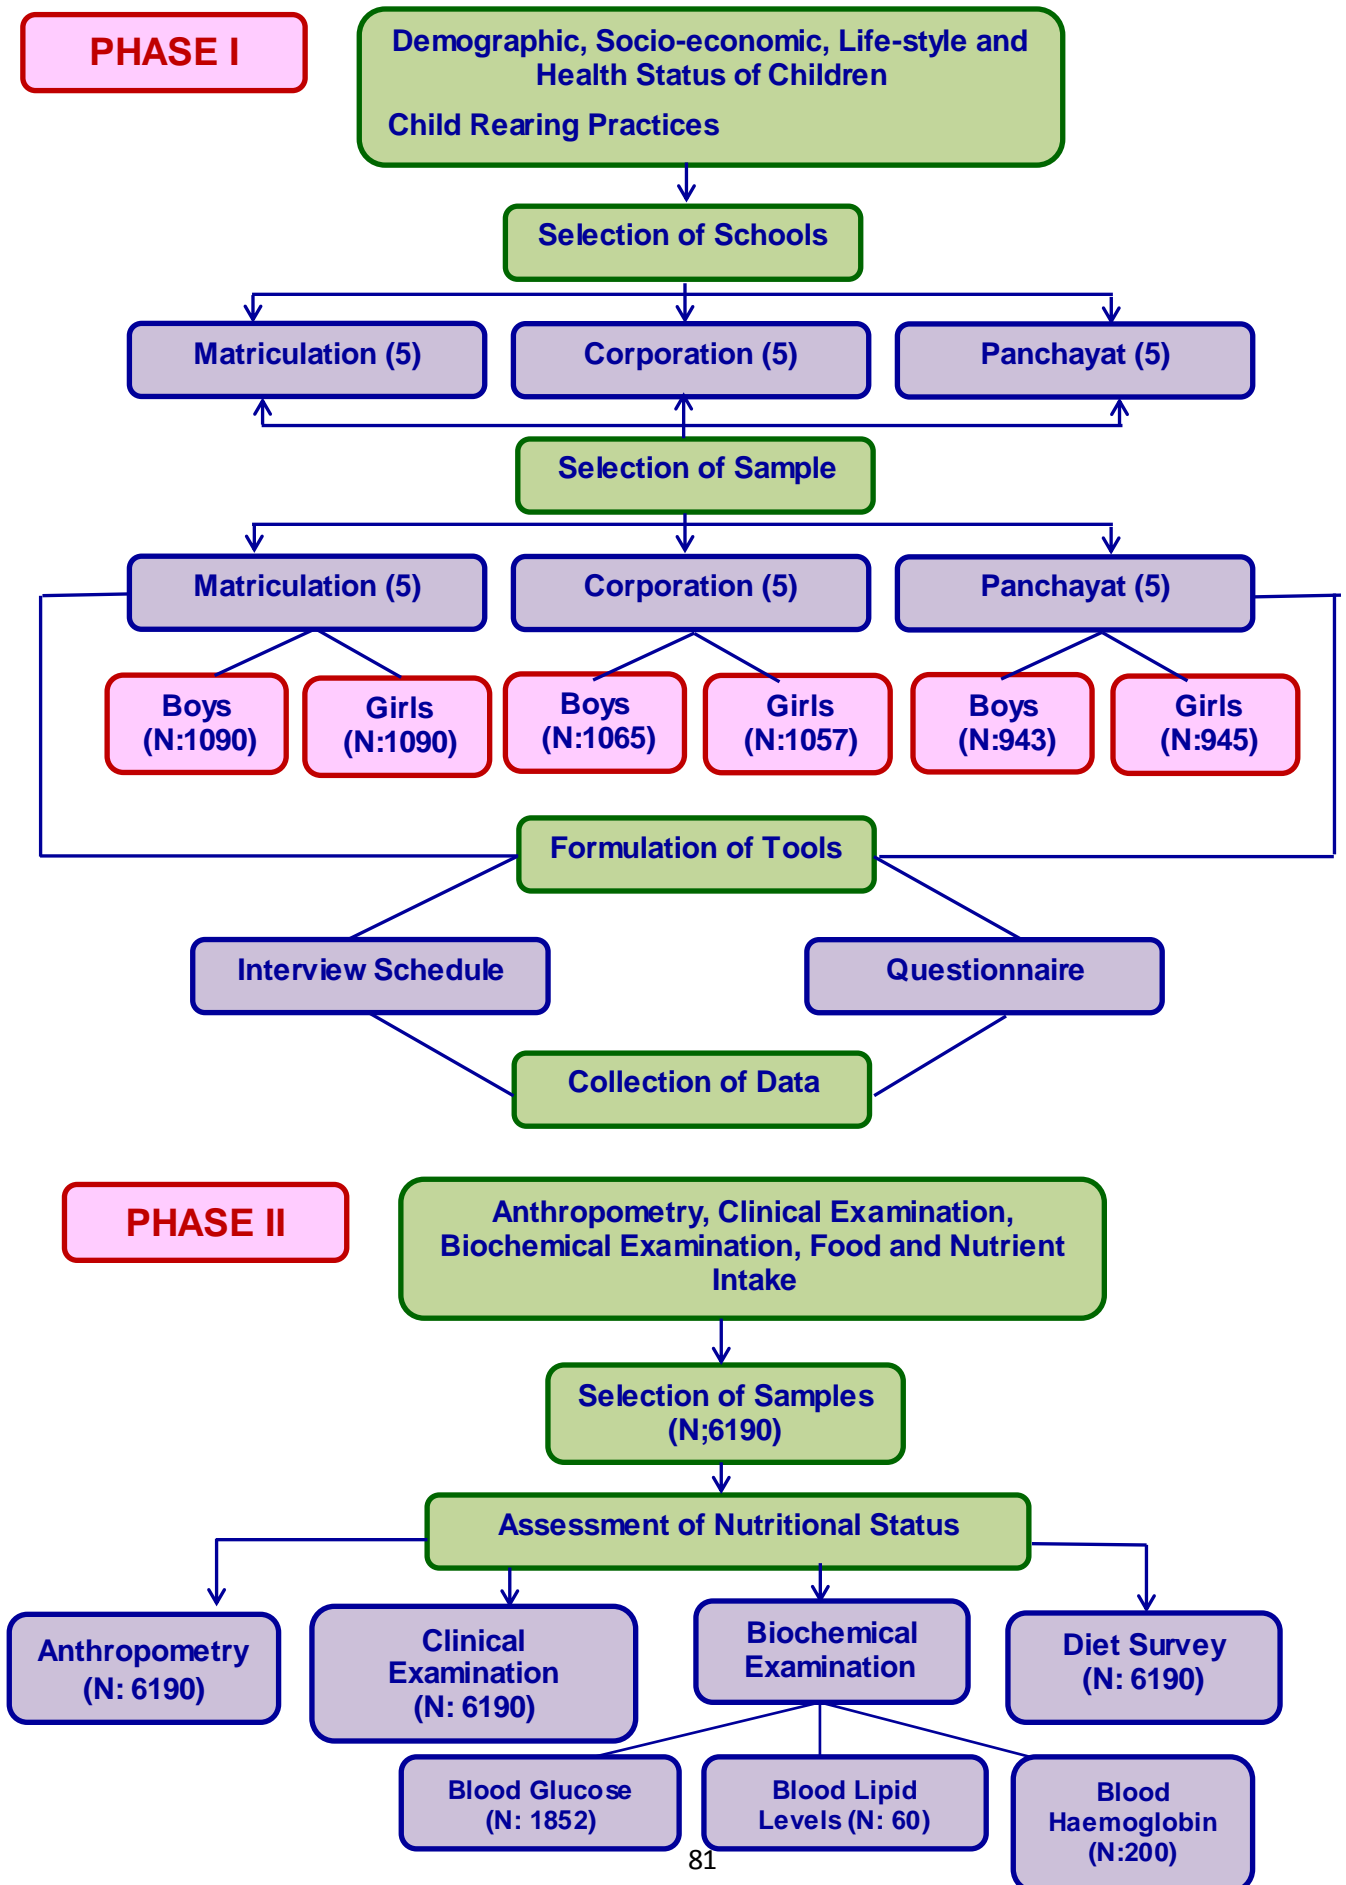 PHASE I
Demographic, Socio-economic, Life-style and
Health Status of Children
Child Rearing Practices
Selection of Schools
Matriculation (5)
Corporation (5)
Panchayat (5)
Selection of Sample
Matriculation (5)
Corporation (5)
Panchayat (5)
Boys
(N:1090)
Girls
(N:1090)
Boys
(N:1065)
Girls
(N:1057)
Boys
(N:943)
Girls
(N:945)
Formulation of Tools
Interview Schedule
Questionnaire
Collection of Data
PHASE II
Anthropometry, Clinical Examination,
Biochemical Examination, Food and Nutrient
Intake
Selection of Samples
(N;6190)
Assessment of Nutritional Status
Anthropometry
(N: 6190)
Clinical
Examination
(N: 6190)
Biochemical
Examination
Diet Survey
(N: 6190)
Blood Glucose
(N: 1852)
Blood Lipid
Levels (N: 60)
Blood
Haemoglobin
(N:200)
81